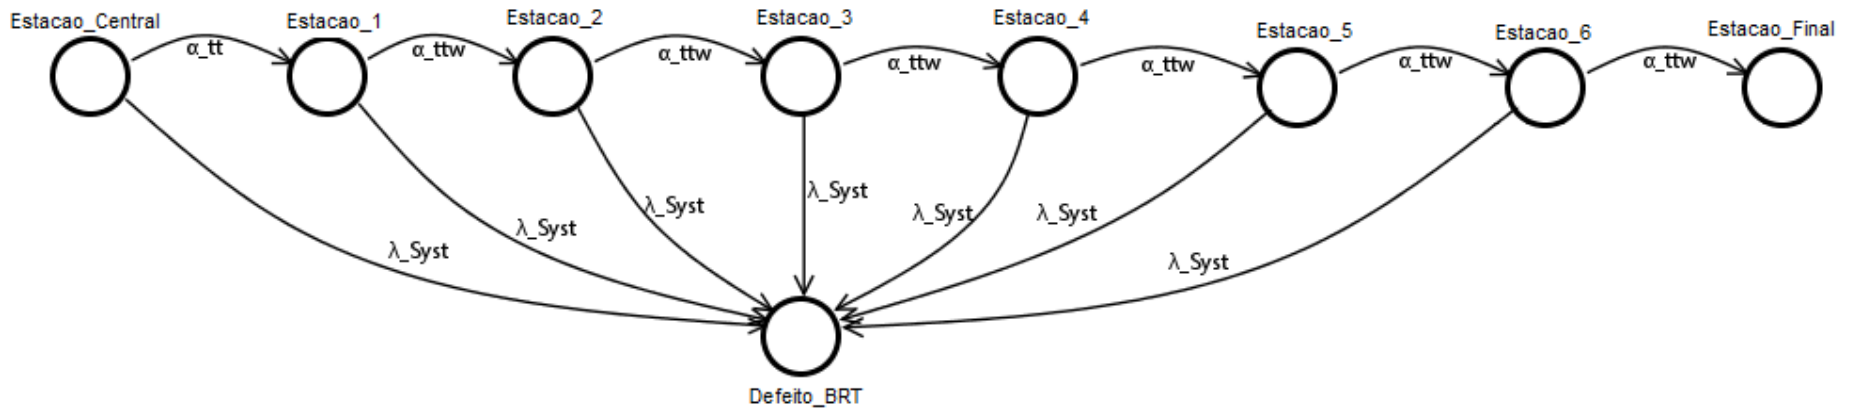 Estacao_Central
Estacao_1
Estacao_2
Estacao_3
Estacao_4
Estacao_5
Estacao_6
Estacao_Final
α_tt
α_ttw
α_ttw
α_ttw
α_ttw
α_ttw
α_ttw
λ_Syst
λ_Syst
λ_Syst
λ_Syst
λ_Syst
λ_Syst
λ_Syst
Defeito_BRT